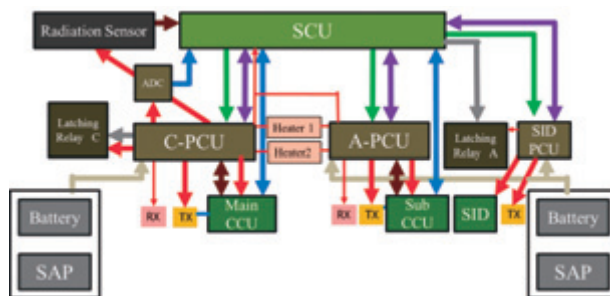 Radiation Sensor
SCU
ADC
Latching
Relay C
C-PCU
Heater 1
Heater2
A-PCU
Latching
Relay A
SID
PCU
Battery
SAP
RX
TX
Main
CCU
RX
TX
Sub
CCU
SID
TX
Battery
SAP